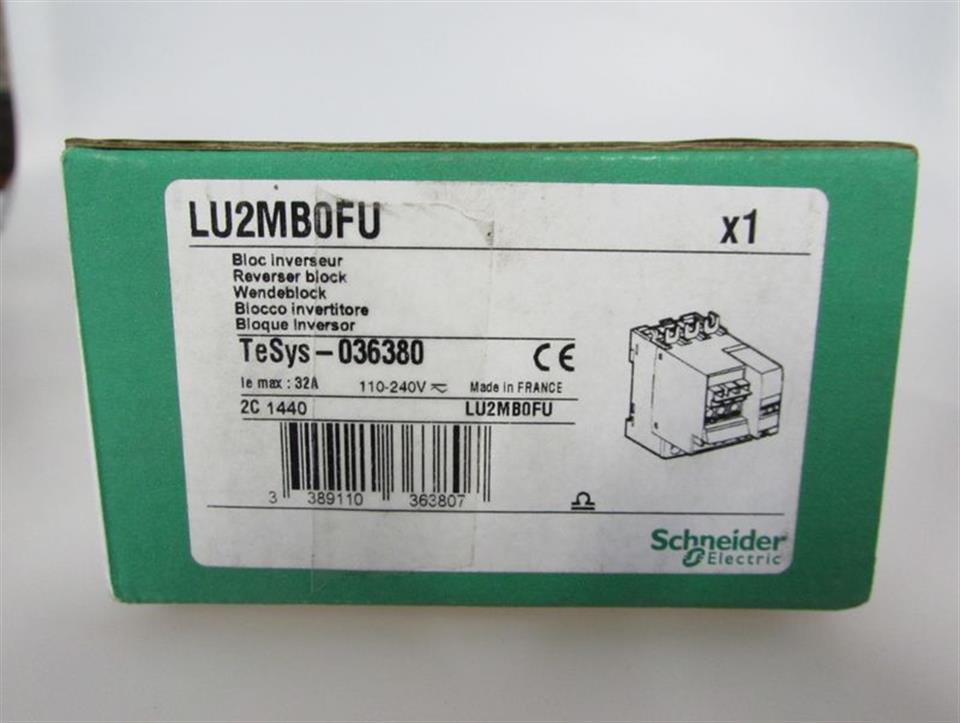 LU2MB0FU x1
Bloc inverseur
Reverser block
Wendeblock
Blocco invertitore
Bloque Inversor
TeSys-036380 CE
Ie max : 32A 110-240V Made in FRANCE
2C 1440 LU2MB0FU
3 389110 363807
Schneider
Electric